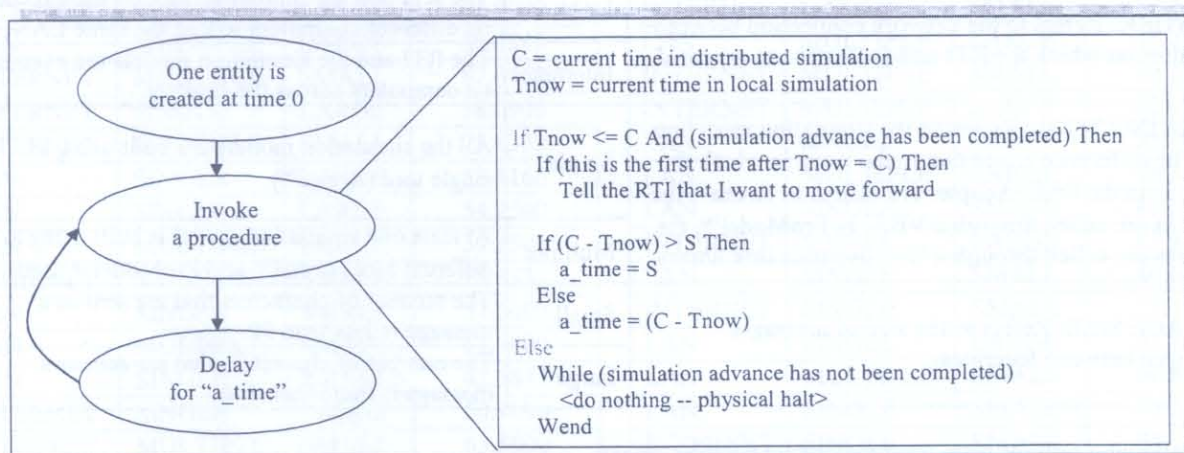 One entity is
created at time 0
Invoke
a procedure
Delay
for “a_time”
C = current time in distributed simulation
Tnow = current time in local simulation
If Tnow <= C And (simulation advance has been completed) Then
If (this is the first time after Tnow = C) Then
Tell the RTI that I want to move forward
If (C - Tnow) > S Then
a_time = S
Else
a_time = (C - Tnow)
Else
While (simulation advance has not been completed)
<do nothing -- physical halt>
Wend